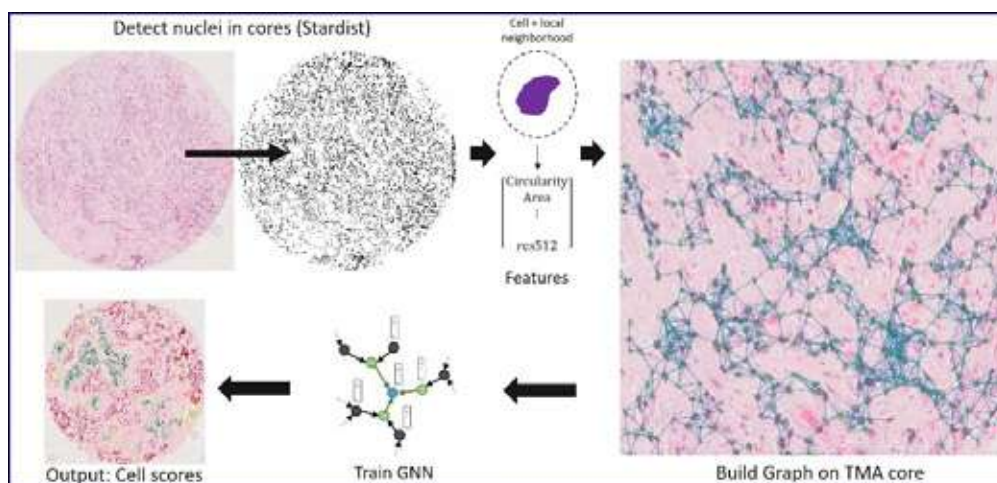 Detect nuclei in cores (Stardist)
Cell + local
neighborhood
Circularity
Area
res512
Features
Output: Cell scores
Train GNN
Build Graph on TMA core